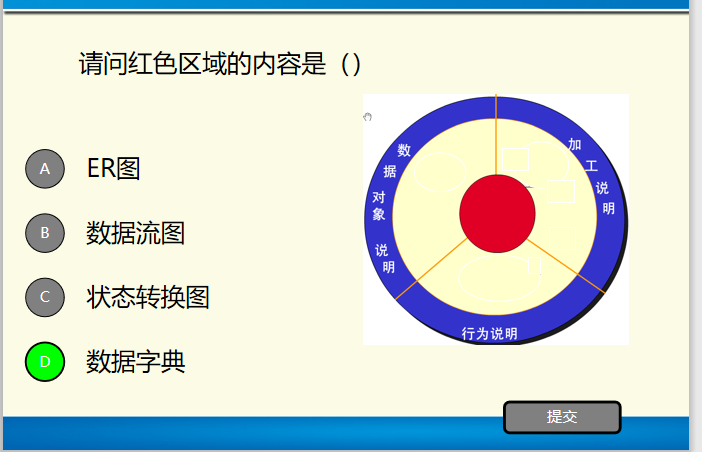 请问红色区域的内容是（）
A ER图
B 数据流图
C 状态转换图
D 数据字典
数据对象说明
加工说明
行为说明
提交